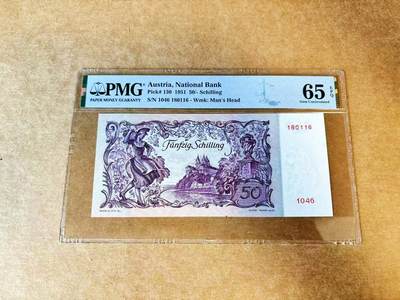 PMG
PAPER MONEY GUARANTY
Austria, National Bank
Pick# 130 1951 50/- Schilling
S/N 1046 180116 - Wmk: Man's Head
65 EPQ
Gem Uncirculated
180116
Fünfzig Schilling
50
1046